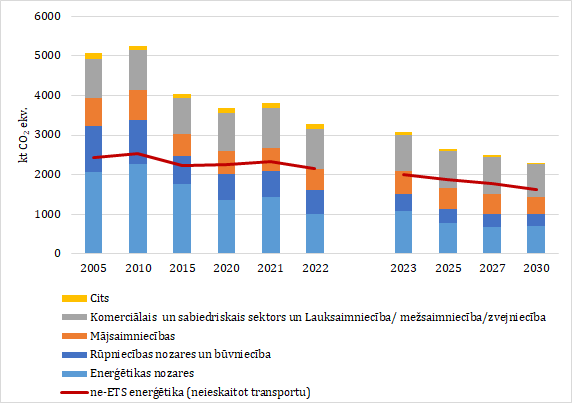 6000
5000
4000
3000
2000
1000
0
kt CO₂ ekv.
2005 2010 2015 2020 2021 2022 2023 2025 2027 2030
Cits
Komerciālais un sabiedriskais sektors un Lauksaimniecība/ mežsaimniecība/zvejniecība
Mājsaimniecības
Rūpniecības nozares un būvniecība
Enerģētikas nozares
ne-ETS enerģētika (neieskaitot transportu)